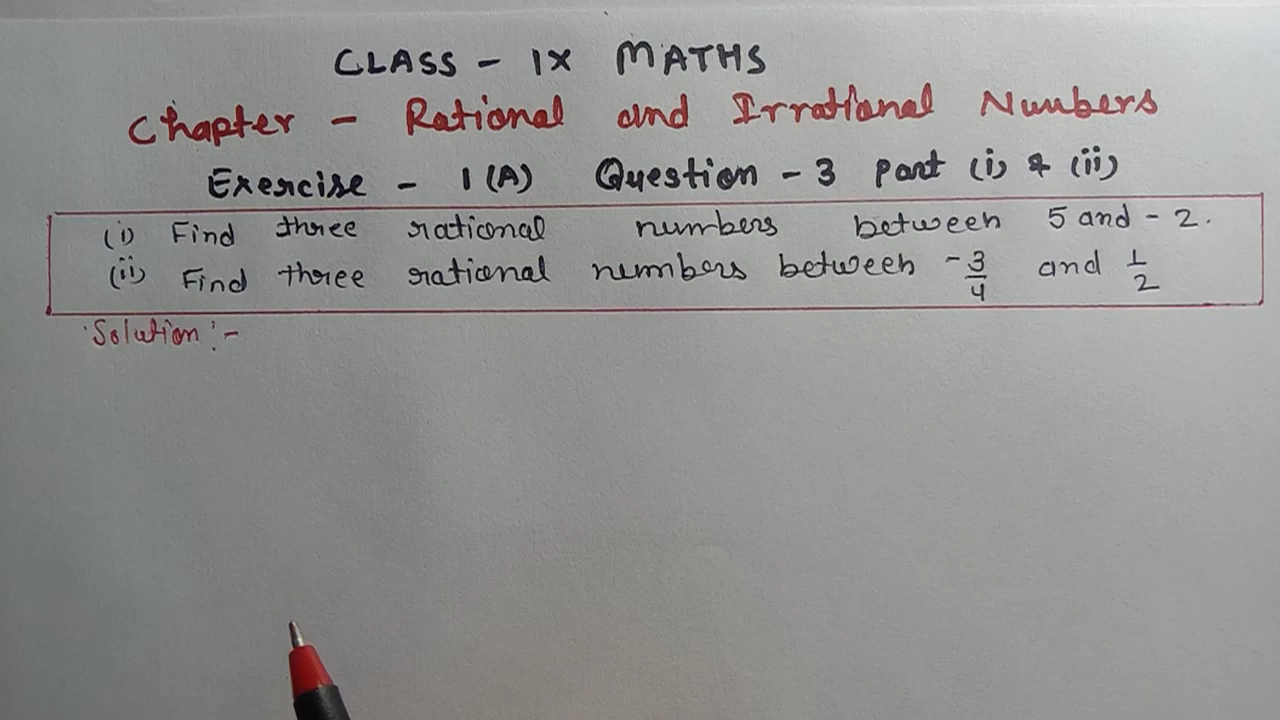 CLASS - IX MATHS
Chapter - Rational and Irrational Numbers
Exercise - 1(A) Question - 3 part (i) & (ii)
(i) Find three rational numbers between 5 and - 2.
(ii) Find three rational numbers between -3/4 and 1/2
Solution :-